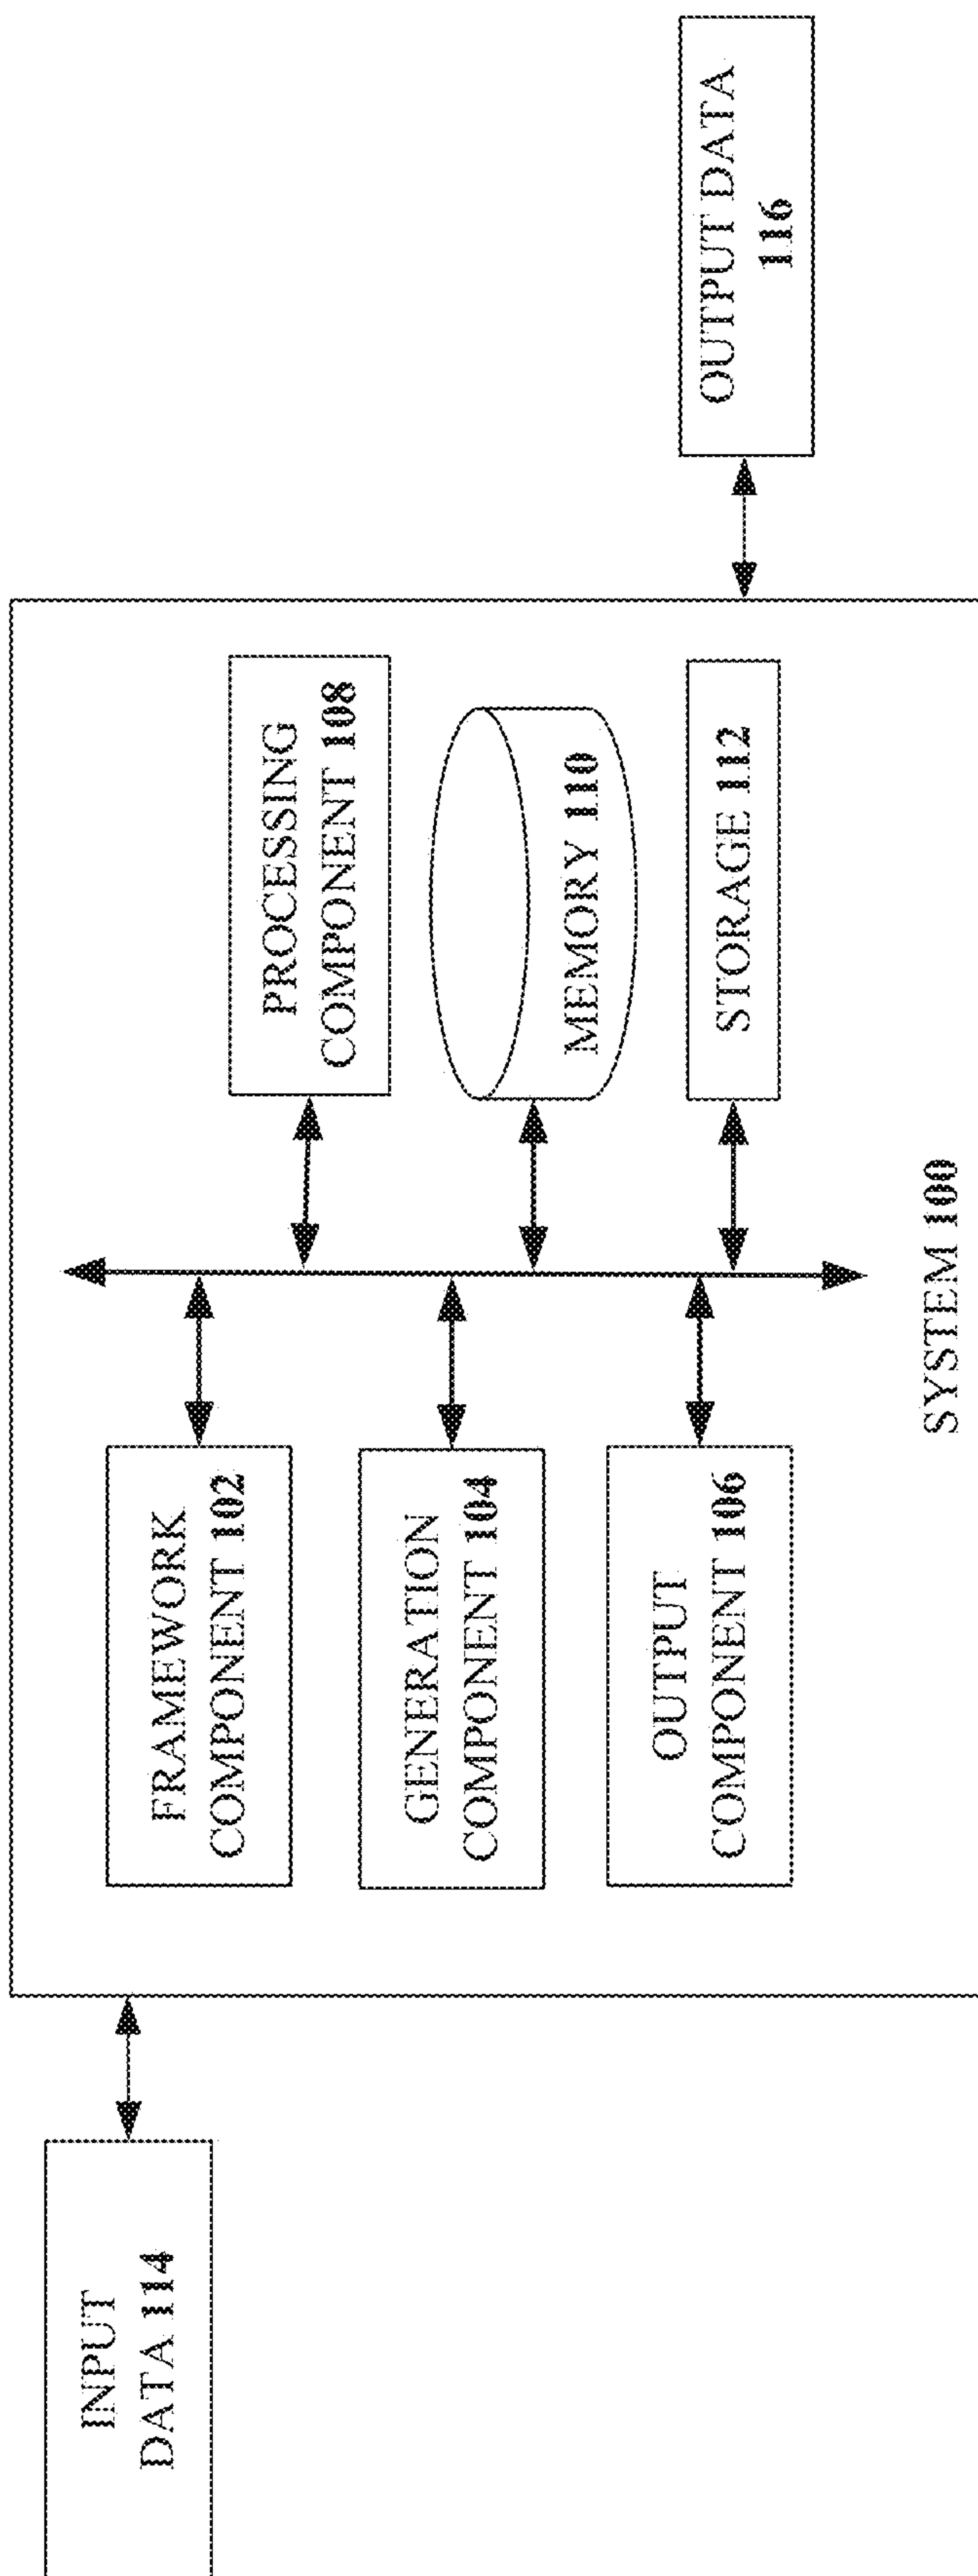 INPUT
DATA 114
FRAMEWORK
COMPONENT 102
GENERATION
COMPONENT 104
OUTPUT
COMPONENT 106
PROCESSING
COMPONENT 108
MEMORY 110
STORAGE 112
SYSTEM 100
OUTPUT DATA
116